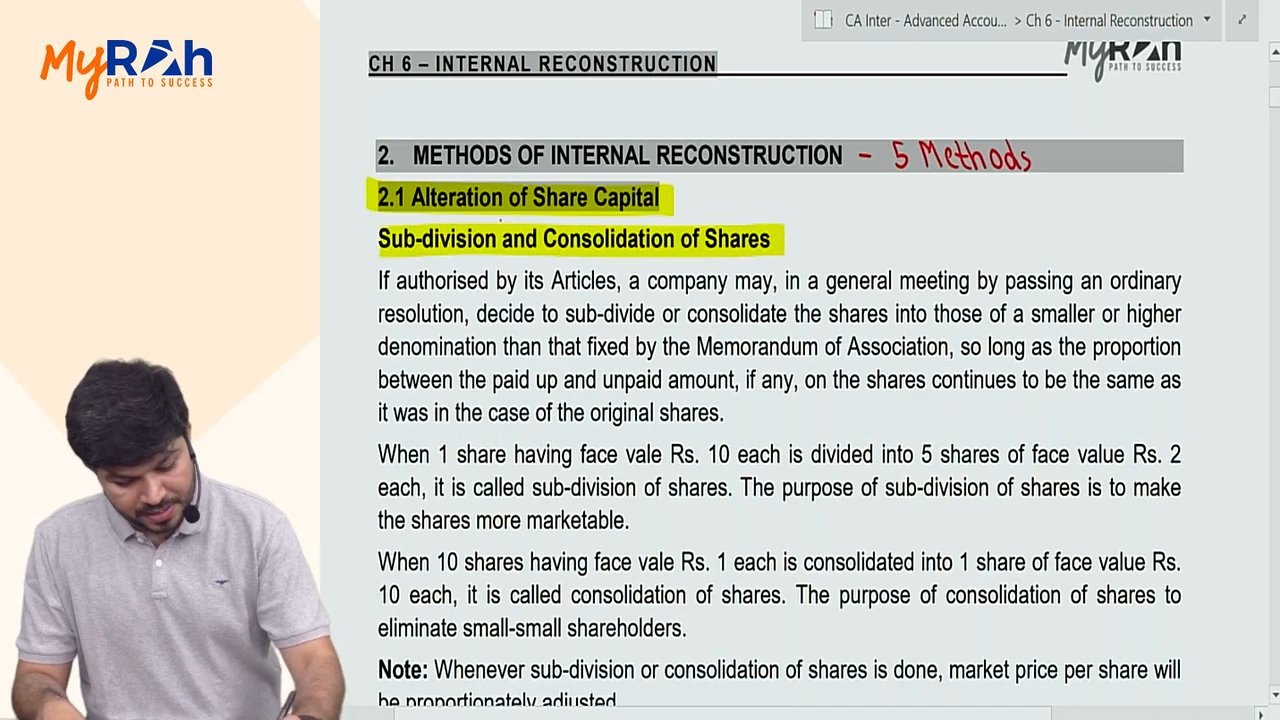 MyRAh
PATH TO SUCCESS
CA Inter - Advanced Accou... > Ch 6 - Internal Reconstruction
CH 6 – INTERNAL RECONSTRUCTION
MyRAh
PATH TO SUCCESS
2. METHODS OF INTERNAL RECONSTRUCTION – 5 Methods
2.1 Alteration of Share Capital
Sub-division and Consolidation of Shares
If authorised by its Articles, a company may, in a general meeting by passing an ordinary
resolution, decide to sub-divide or consolidate the shares into those of a smaller or higher
denomination than that fixed by the Memorandum of Association, so long as the proportion
between the paid up and unpaid amount, if any, on the shares continues to be the same as
it was in the case of the original shares.
When 1 share having face vale Rs. 10 each is divided into 5 shares of face value Rs. 2
each, it is called sub-division of shares. The purpose of sub-division of shares is to make
the shares more marketable.
When 10 shares having face vale Rs. 1 each is consolidated into 1 share of face value Rs.
10 each, it is called consolidation of shares. The purpose of consolidation of shares to
eliminate small-small shareholders.
Note: Whenever sub-division or consolidation of shares is done, market price per share will
be proportionately adjusted